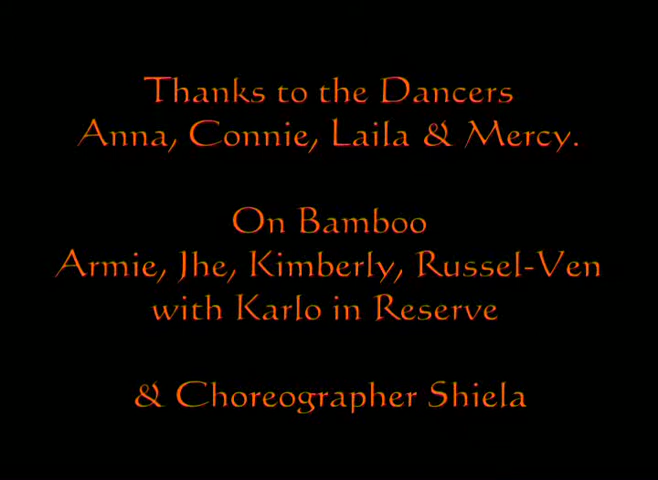 Thanks to the Dancers
Anna, Connie, Laila & Mercy.
On Bamboo
Armie, Jhe, Kimberly, Russel-Ven
with Karlo in Reserve
& Choreographer Shiela